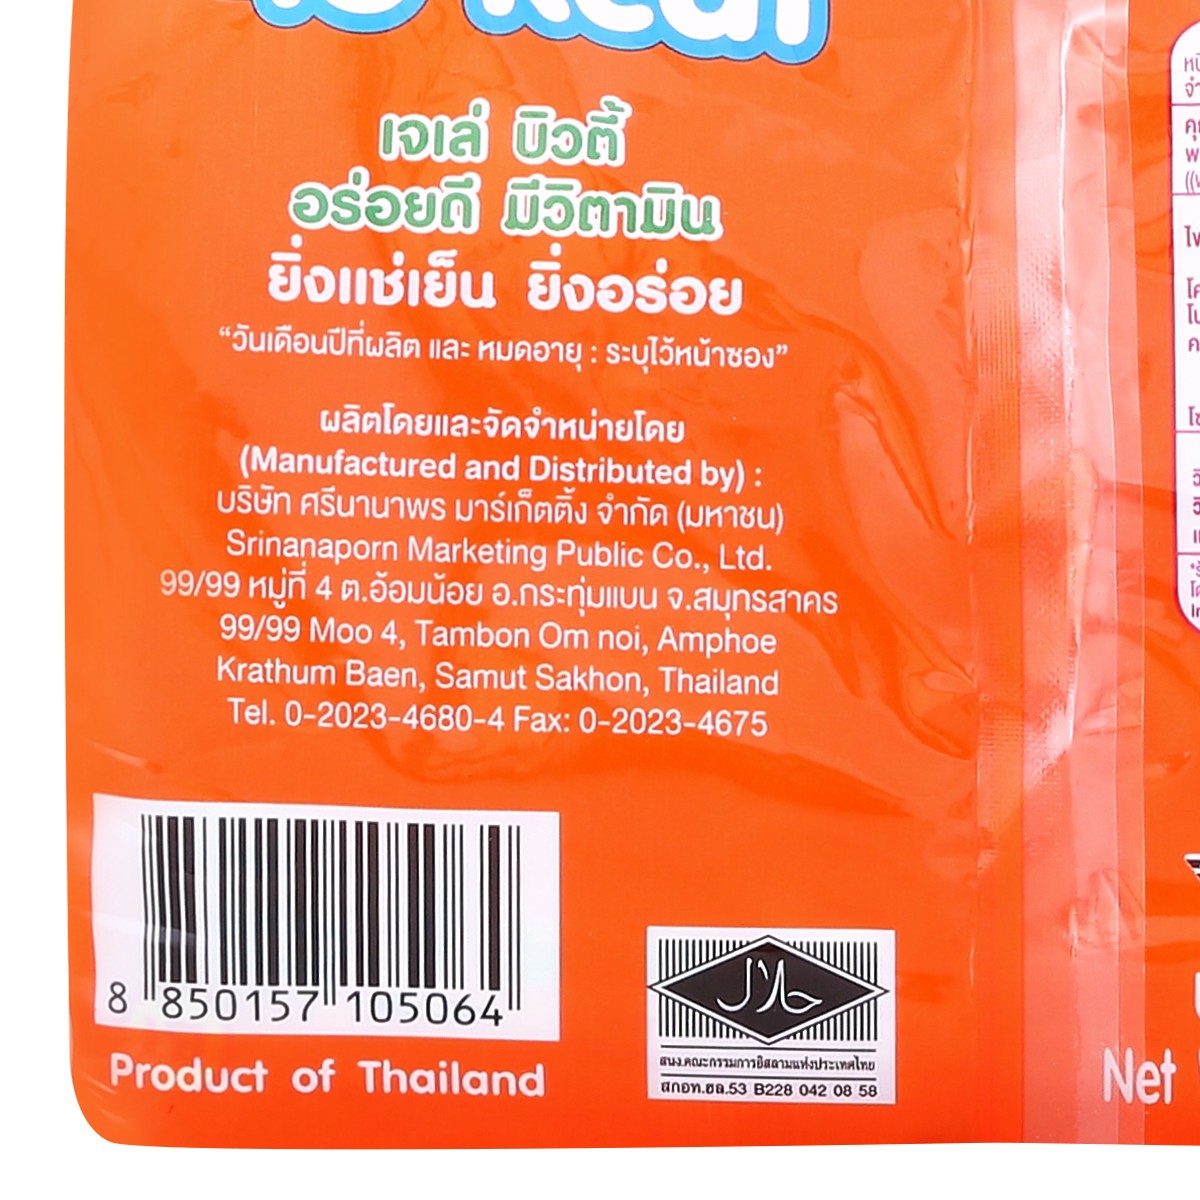 kcal
เจเล่ บิวตี้
อร่อยดี มีวิตามิน
ยิ่งแช่เย็น ยิ่งอร่อย
“วันเดือนปีที่ผลิต และ หมดอายุ : ระบุไว้หน้าซอง”
ผลิตโดยและจัดจำหน่ายโดย
(Manufactured and Distributed by) :
บริษัท ศรีนานาพร มาร์เก็ตติ้ง จำกัด (มหาชน)
Srinanaporn Marketing Public Co., Ltd.
99/99 หมู่ที่ 4 ต.อ้อมน้อย อ.กระทุ่มแบน จ.สมุทรสาคร
99/99 Moo 4, Tambon Om noi, Amphoe
Krathum Baen, Samut Sakhon, Thailand
Tel. 0-2023-4680-4 Fax: 0-2023-4675
8 850157 105064
Product of Thailand
حلال
สนง.คณะกรรมการอิสลามแห่งประเทศไทย
สกอท.ฮล.53 B228 042 08 58
Net